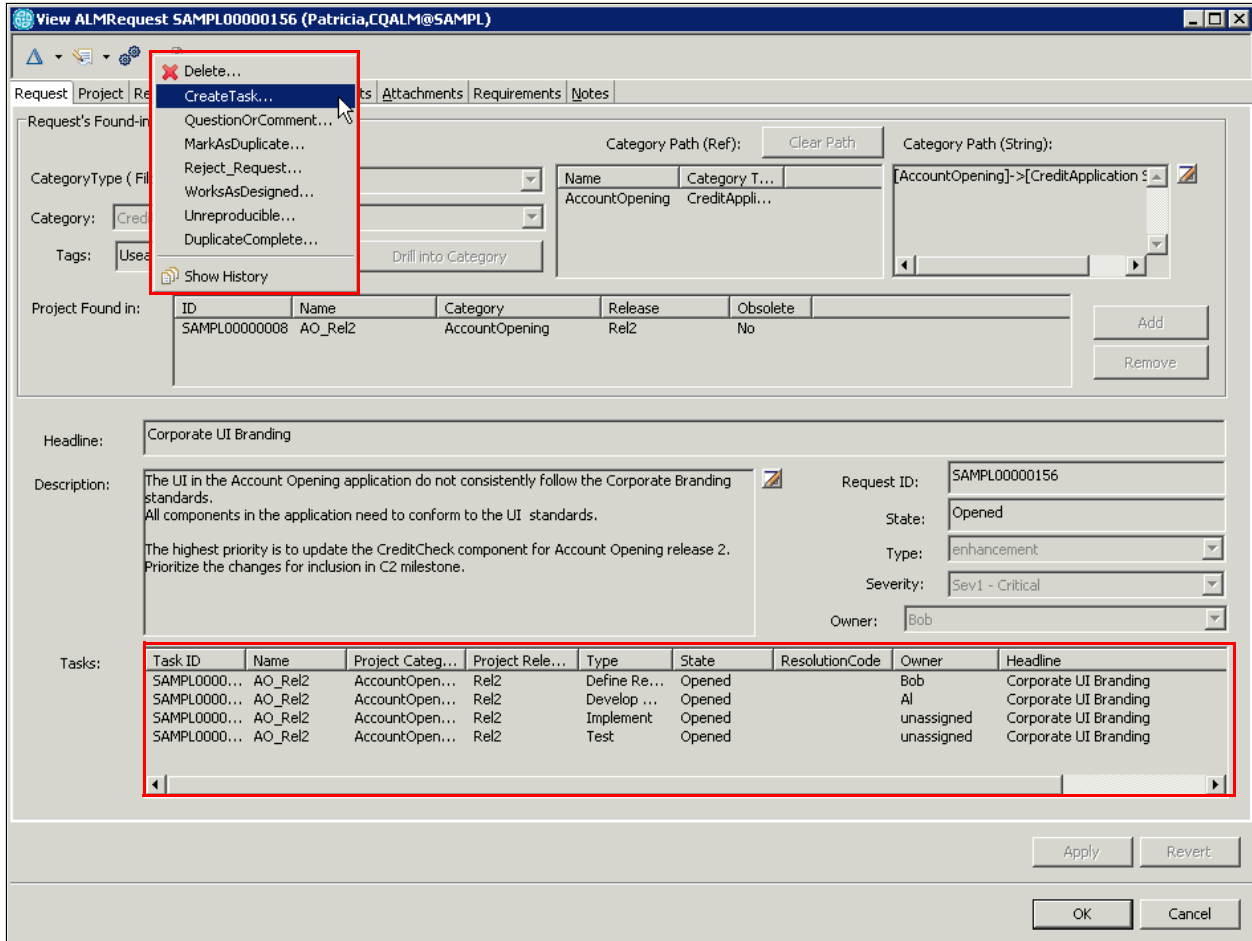 View ALMRequest SAMPL00000156 (Patricia,CQALM@SAMPL)
Delete...
CreateTask...
QuestionOrComment...
MarkAsDuplicate...
Reject_Request...
WorksAsDesigned...
Unreproducible...
DuplicateComplete...
Show History
Request Project Re ts Attachments Requirements Notes
Request's Found-in
Category Path (Ref): Clear Path Category Path (String):
CategoryType ( Fil
Name Category T...
AccountOpening CreditAppli...
[AccountOpening]->[CreditApplication S
Category: Credi
Tags: Usea Drill into Category
Project Found in:
ID Name Category Release Obsolete
SAMPL00000008 AO_Rel2 AccountOpening Rel2 No
Add
Remove
Headline: Corporate UI Branding
Description:
The UI in the Account Opening application do not consistently follow the Corporate Branding
standards.
All components in the application need to conform to the UI standards.
The highest priority is to update the CreditCheck component for Account Opening release 2.
Prioritize the changes for inclusion in C2 milestone.
Request ID: SAMPL00000156
State: Opened
Type: enhancement
Severity: Sev1 - Critical
Owner: Bob
Tasks:
Task ID Name Project Categ... Project Rele... Type State ResolutionCode Owner Headline
SAMPL0000... AO_Rel2 AccountOpen... Rel2 Define Re... Opened Bob Corporate UI Branding
SAMPL0000... AO_Rel2 AccountOpen... Rel2 Develop ... Opened Al Corporate UI Branding
SAMPL0000... AO_Rel2 AccountOpen... Rel2 Implement Opened unassigned Corporate UI Branding
SAMPL0000... AO_Rel2 AccountOpen... Rel2 Test Opened unassigned Corporate UI Branding
Apply Revert
OK Cancel